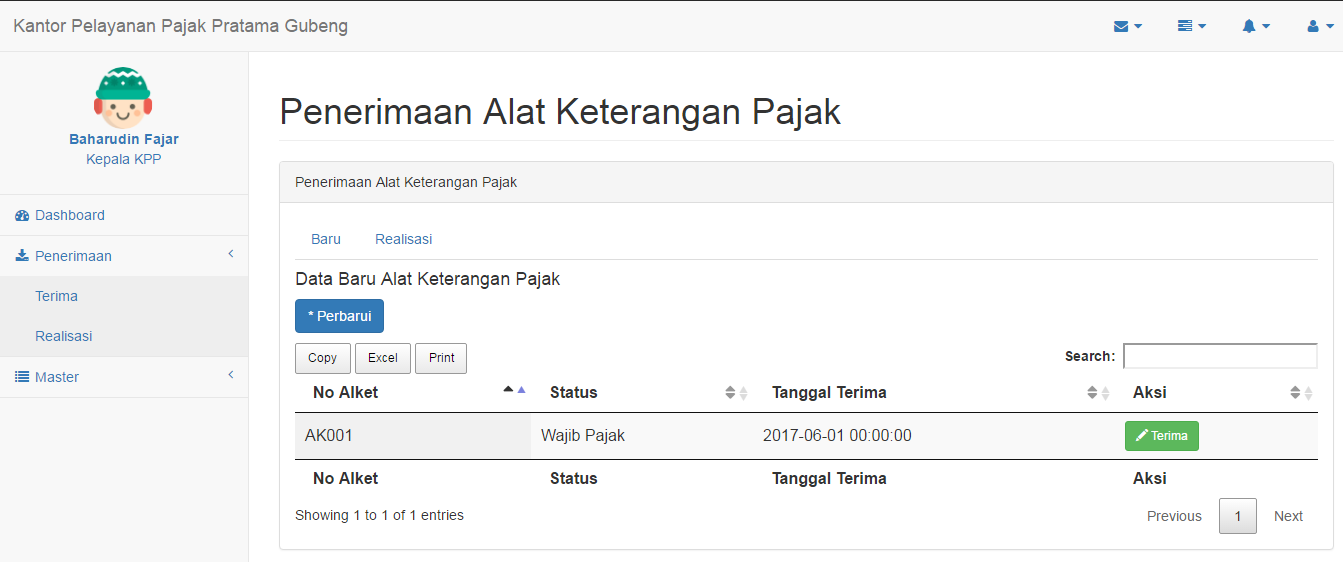 Kantor Pelayanan Pajak Pratama Gubeng
Baharudin Fajar
Kepala KPP
Dashboard
Penerimaan
Terima
Realisasi
Master
Penerimaan Alat Keterangan Pajak
Penerimaan Alat Keterangan Pajak
Baru Realisasi
Data Baru Alat Keterangan Pajak
* Perbarui
Copy Excel Print Search:
No Alket Status Tanggal Terima Aksi
AK001 Wajib Pajak 2017-06-01 00:00:00 Terima
No Alket Status Tanggal Terima Aksi
Showing 1 to 1 of 1 entries Previous 1 Next